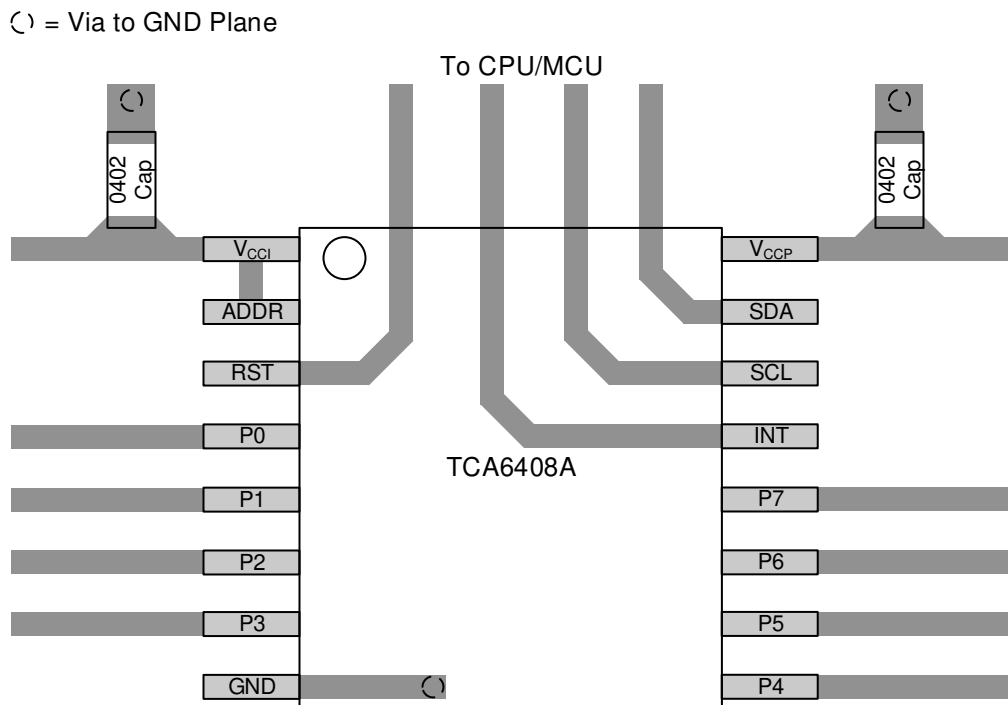 = Via to GND Plane
To CPU/MCU
0402
Cap
0402
Cap
VCCI
VCCP
ADDR
SDA
RST
SCL
P0
INT
TCA6408A
P1
P7
P2
P6
P3
P5
GND
P4